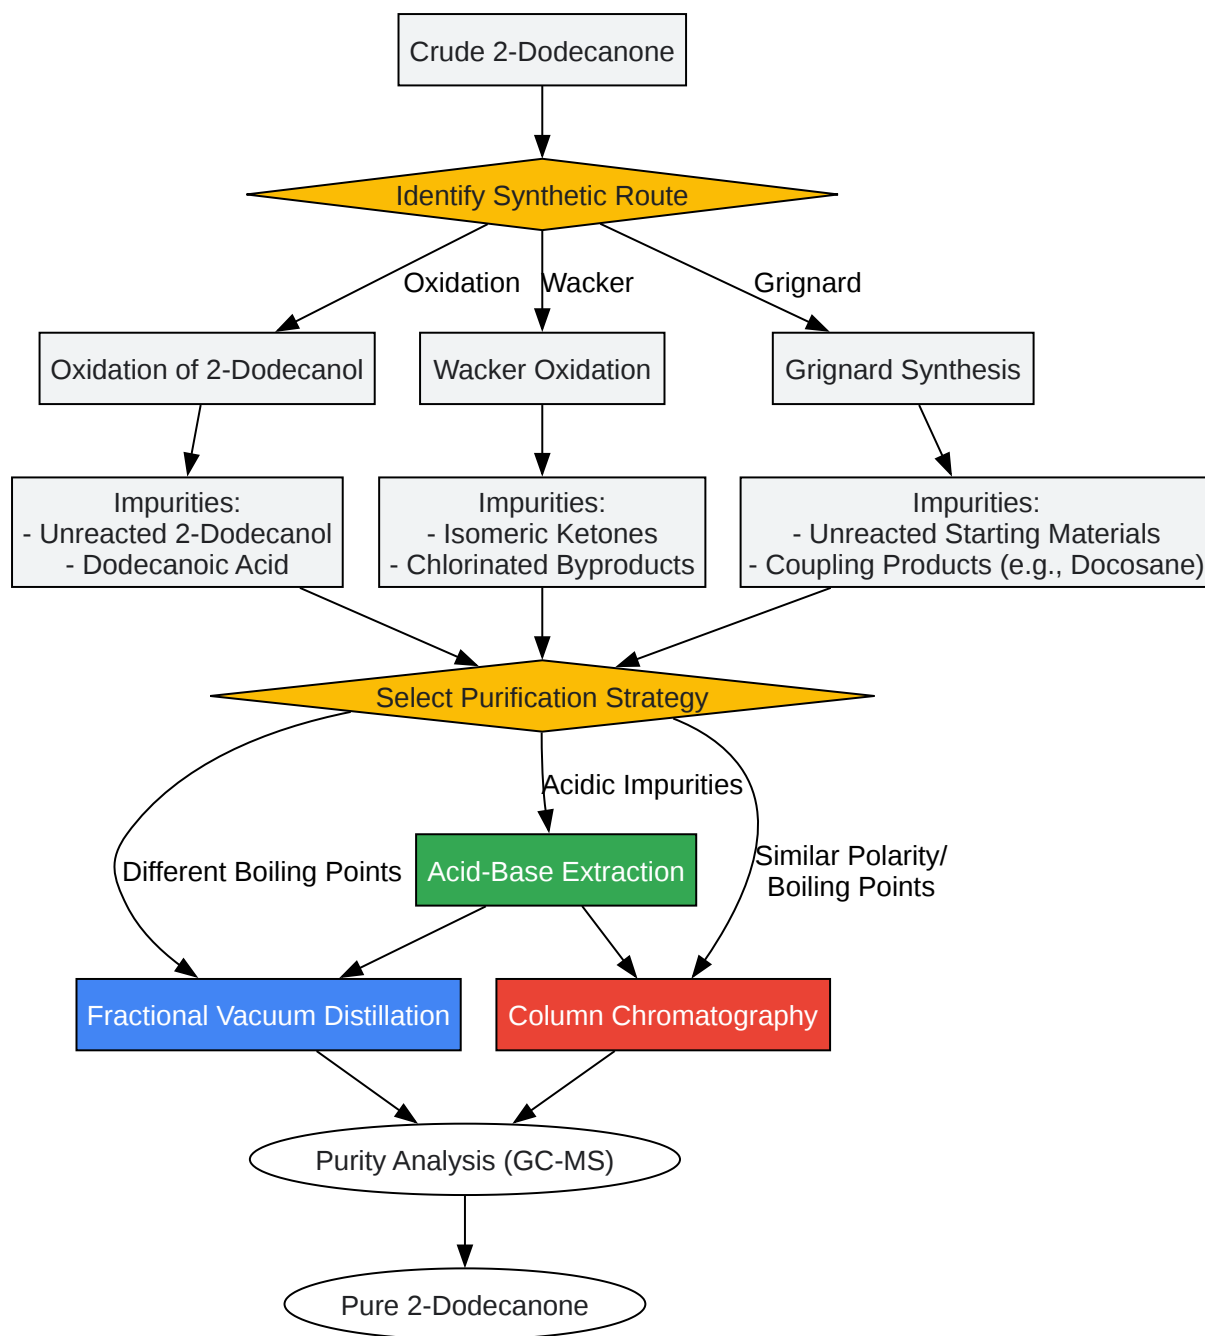 Crude 2-Dodecanone
Identify Synthetic Route
Oxidation
Wacker
Grignard
Oxidation of 2-Dodecanol
Wacker Oxidation
Grignard Synthesis
Impurities:
- Unreacted 2-Dodecanol
- Dodecanoic Acid
Impurities:
- Isomeric Ketones
- Chlorinated Byproducts
Impurities:
- Unreacted Starting Materials
- Coupling Products (e.g., Docosane)
Select Purification Strategy
Acidic Impurities
Different Boiling Points
Acid-Base Extraction
Similar Polarity/
Boiling Points
Fractional Vacuum Distillation
Column Chromatography
Purity Analysis (GC-MS)
Pure 2-Dodecanone